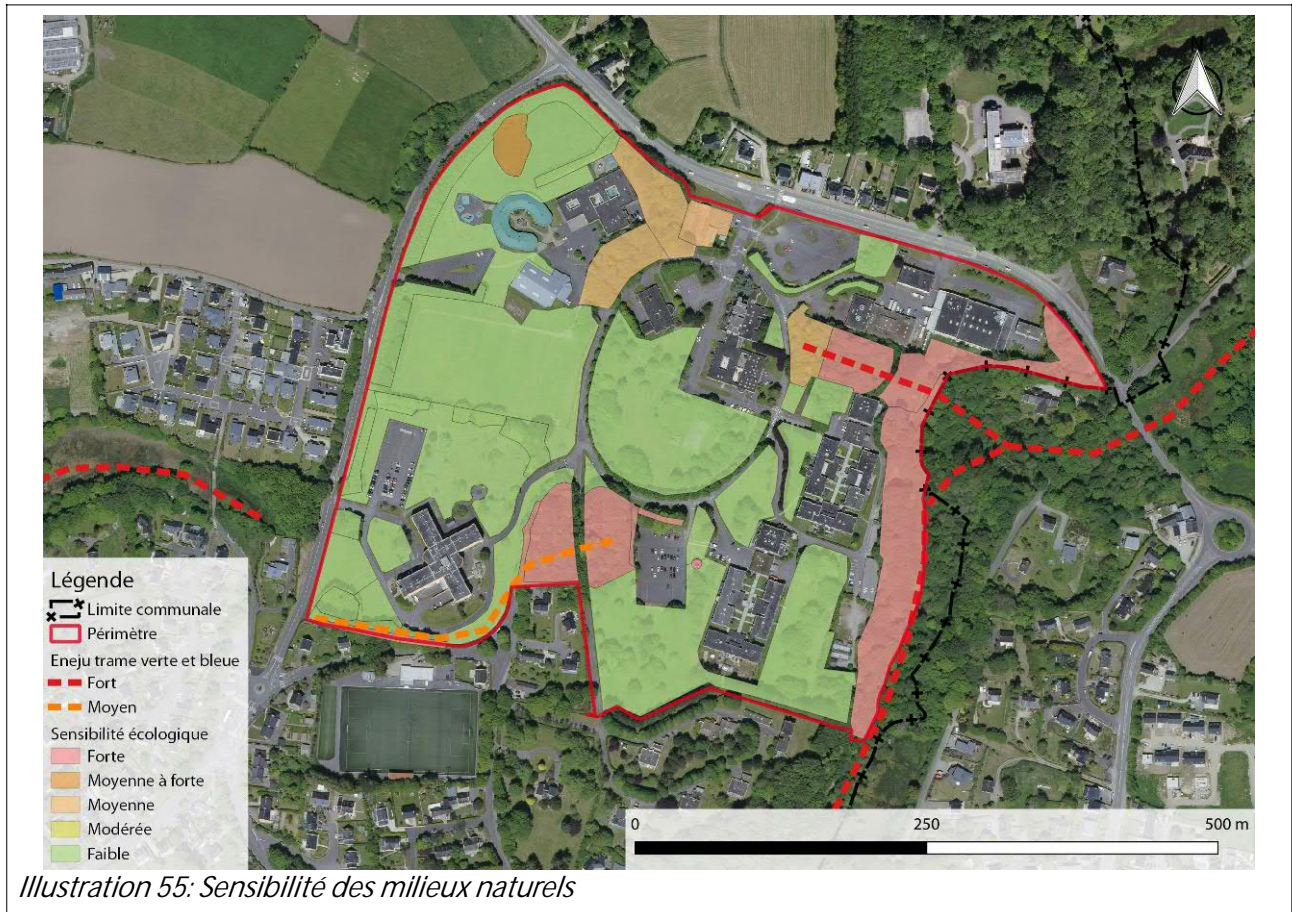 Légende
Limite communale
Périmètre
Eneju trame verte et bleue
Fort
Moyen
Sensibilité écologique
Forte
Moyenne à forte
Moyenne
Modérée
Faible
0 250 500 m
Illustration 55: Sensibilité des milieux naturels